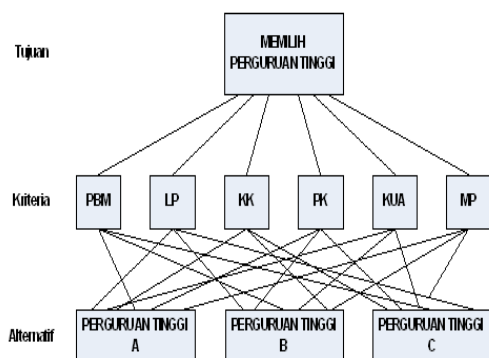 Tujuan
MEMILIH
PERGURUAN TINGGI
Kriteria
PBM
LP
KK
PK
KUA
MP
Alternatif
PERGURUAN TINGGI
A
PERGURUAN TINGGI
B
PERGURUAN TINGGI
C